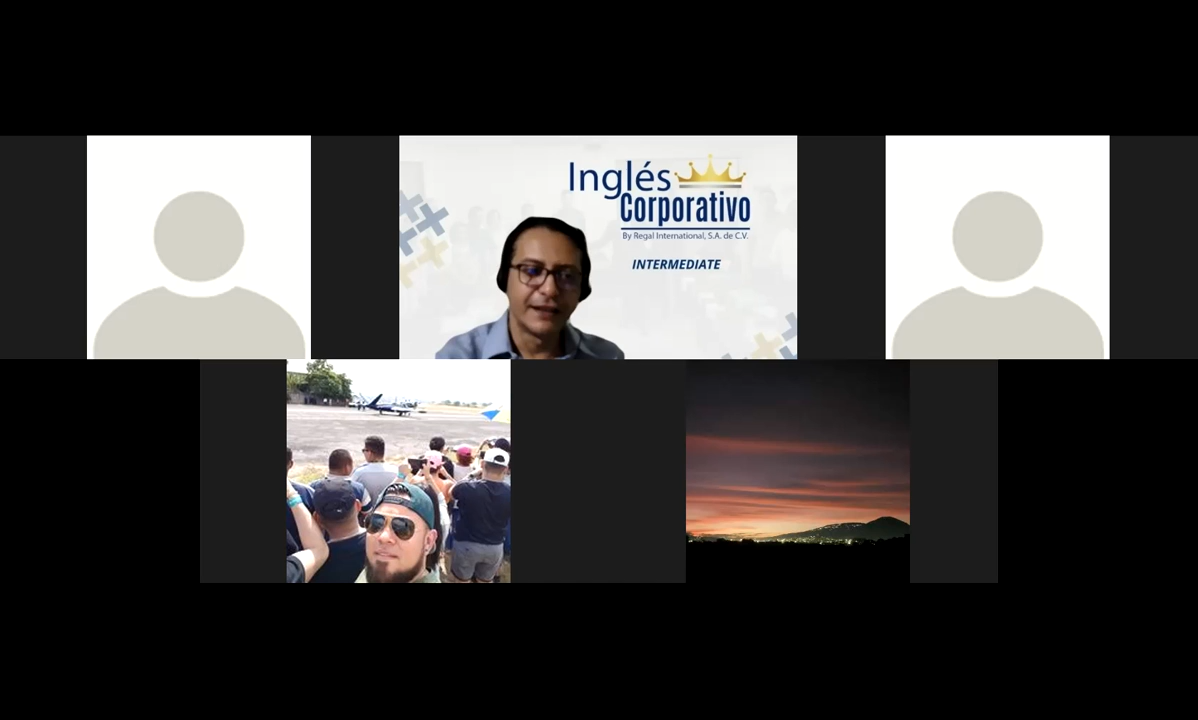 Inglés
Corporativo
By Regal International, S.A. de C.V.
INTERMEDIATE